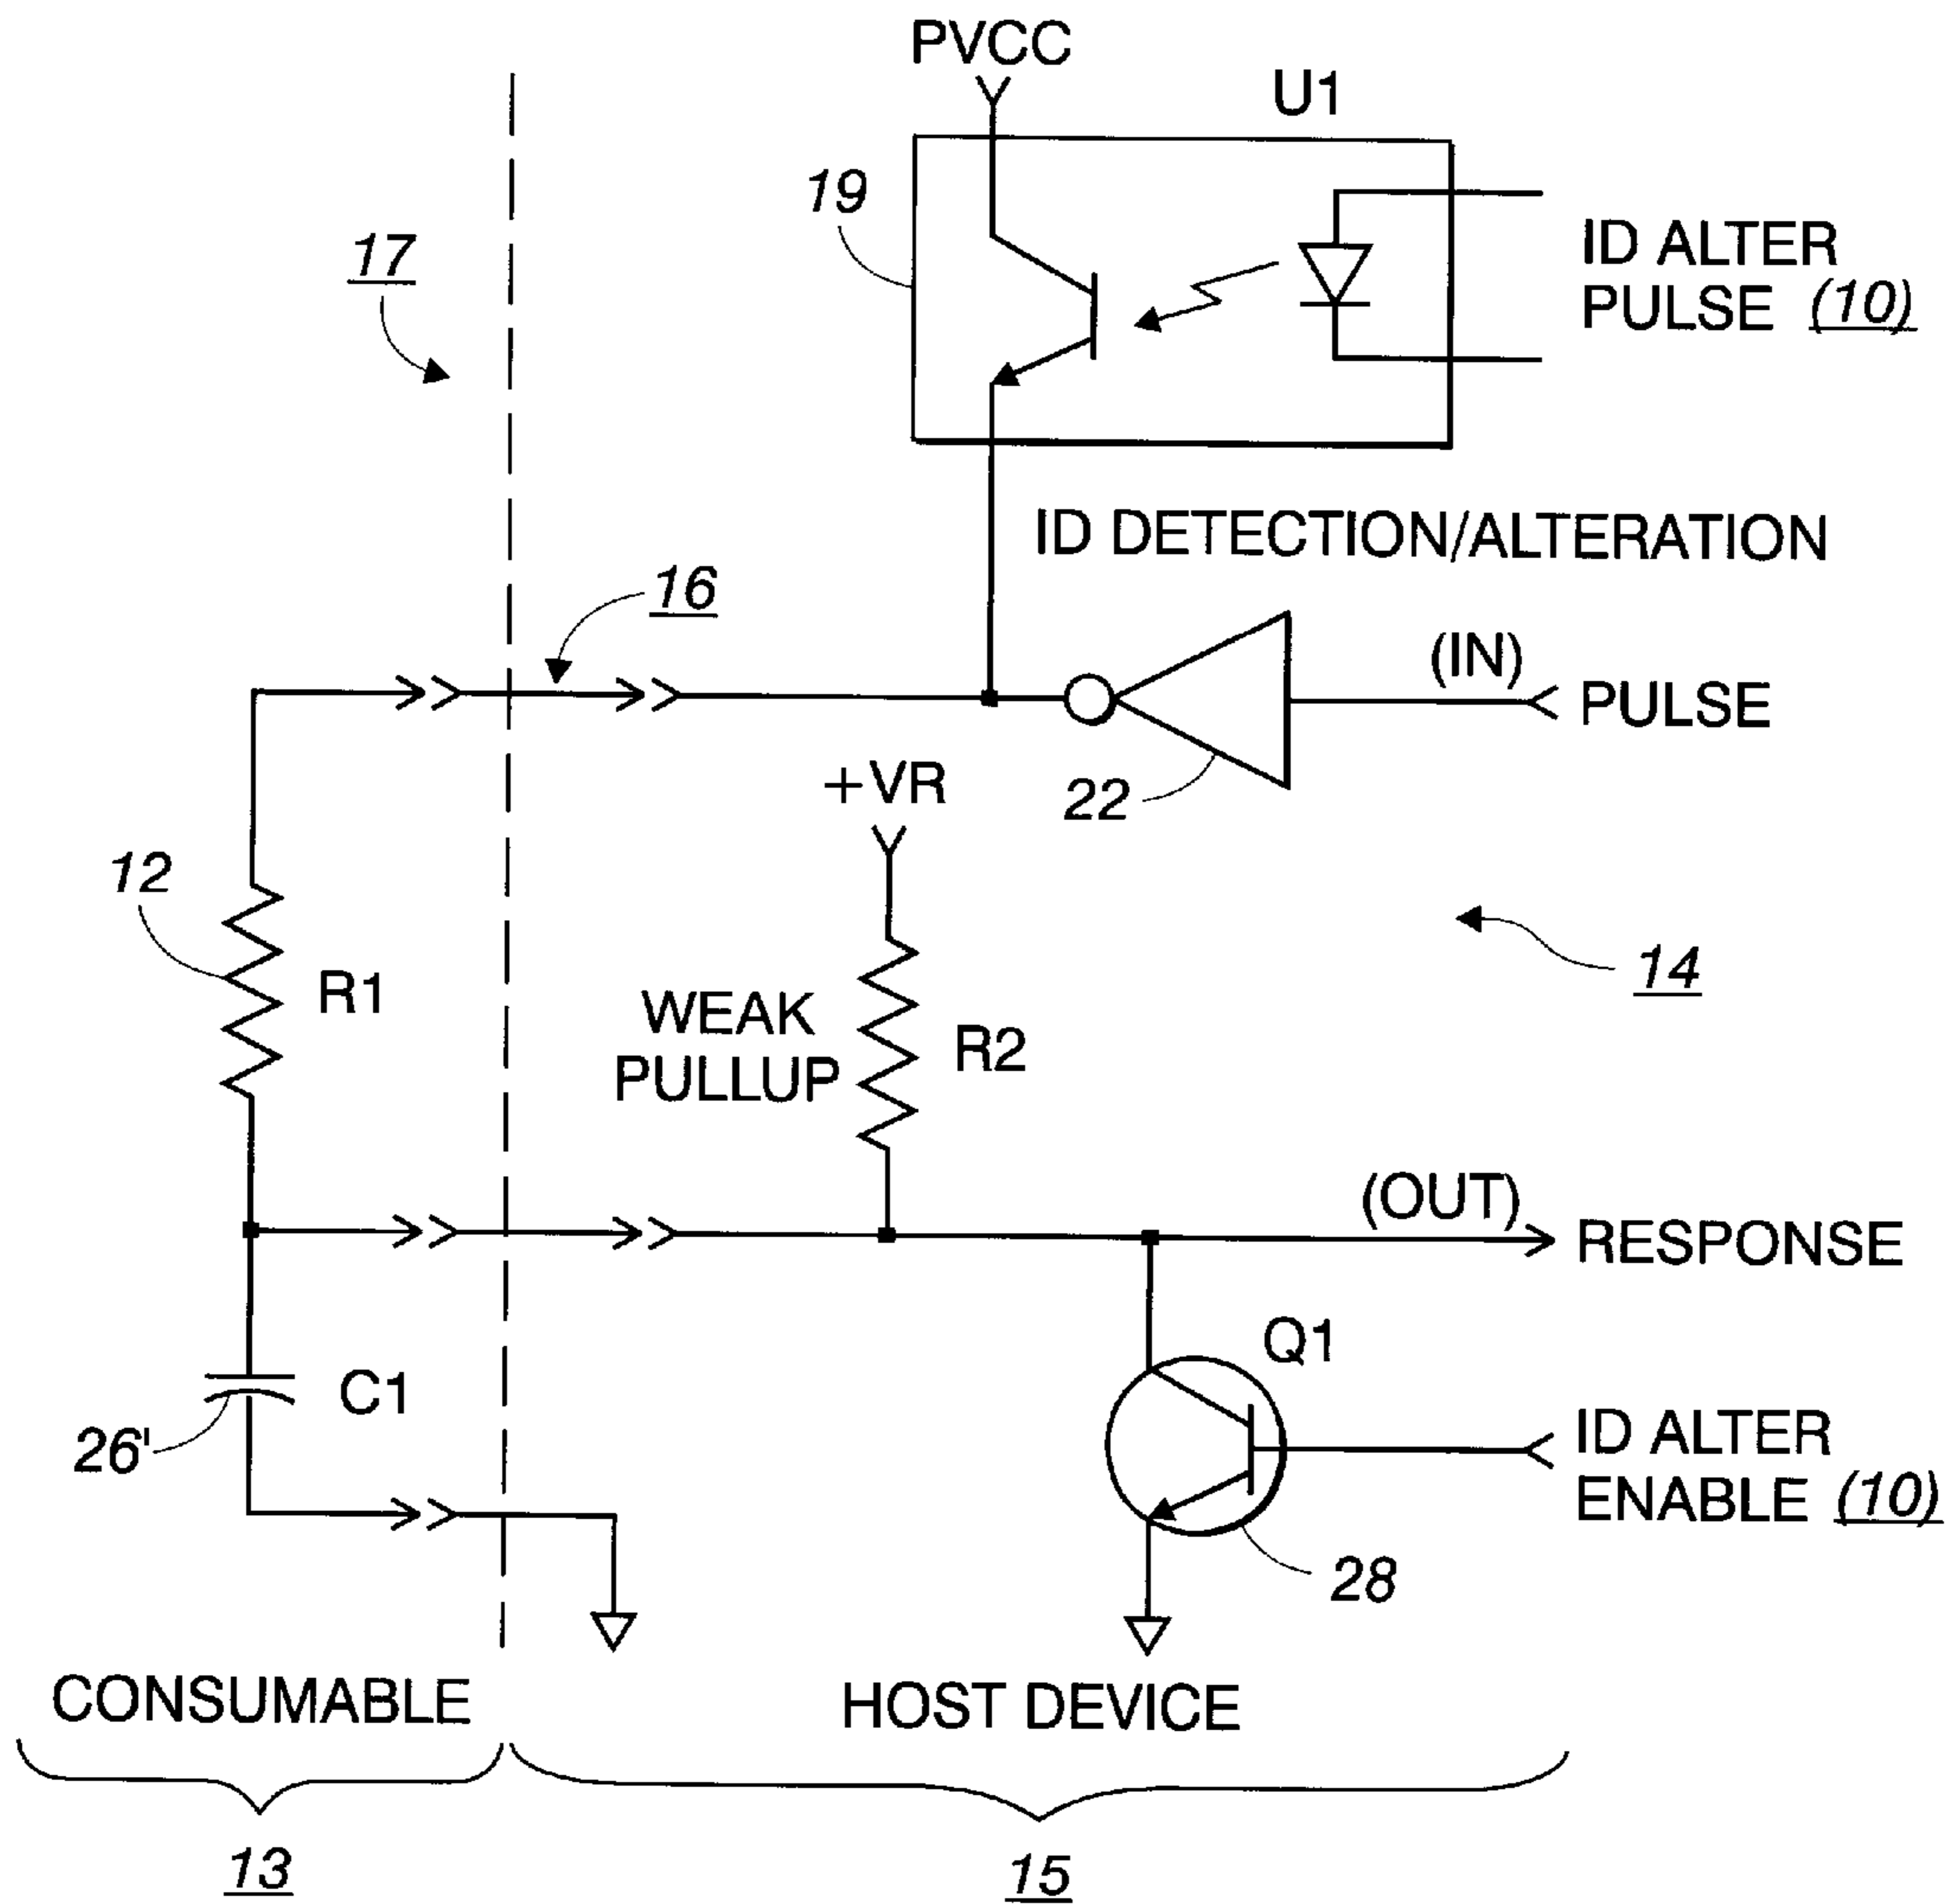 PVCC
U1
19
17
ID ALTER
PULSE (10)
ID DETECTION/ALTERATION
16
(IN)
PULSE
+VR
22
12
R1
14
WEAK
PULLUP
R2
(OUT)
RESPONSE
Q1
C1
26'
ID ALTER
ENABLE (10)
28
CONSUMABLE
HOST DEVICE
13
15